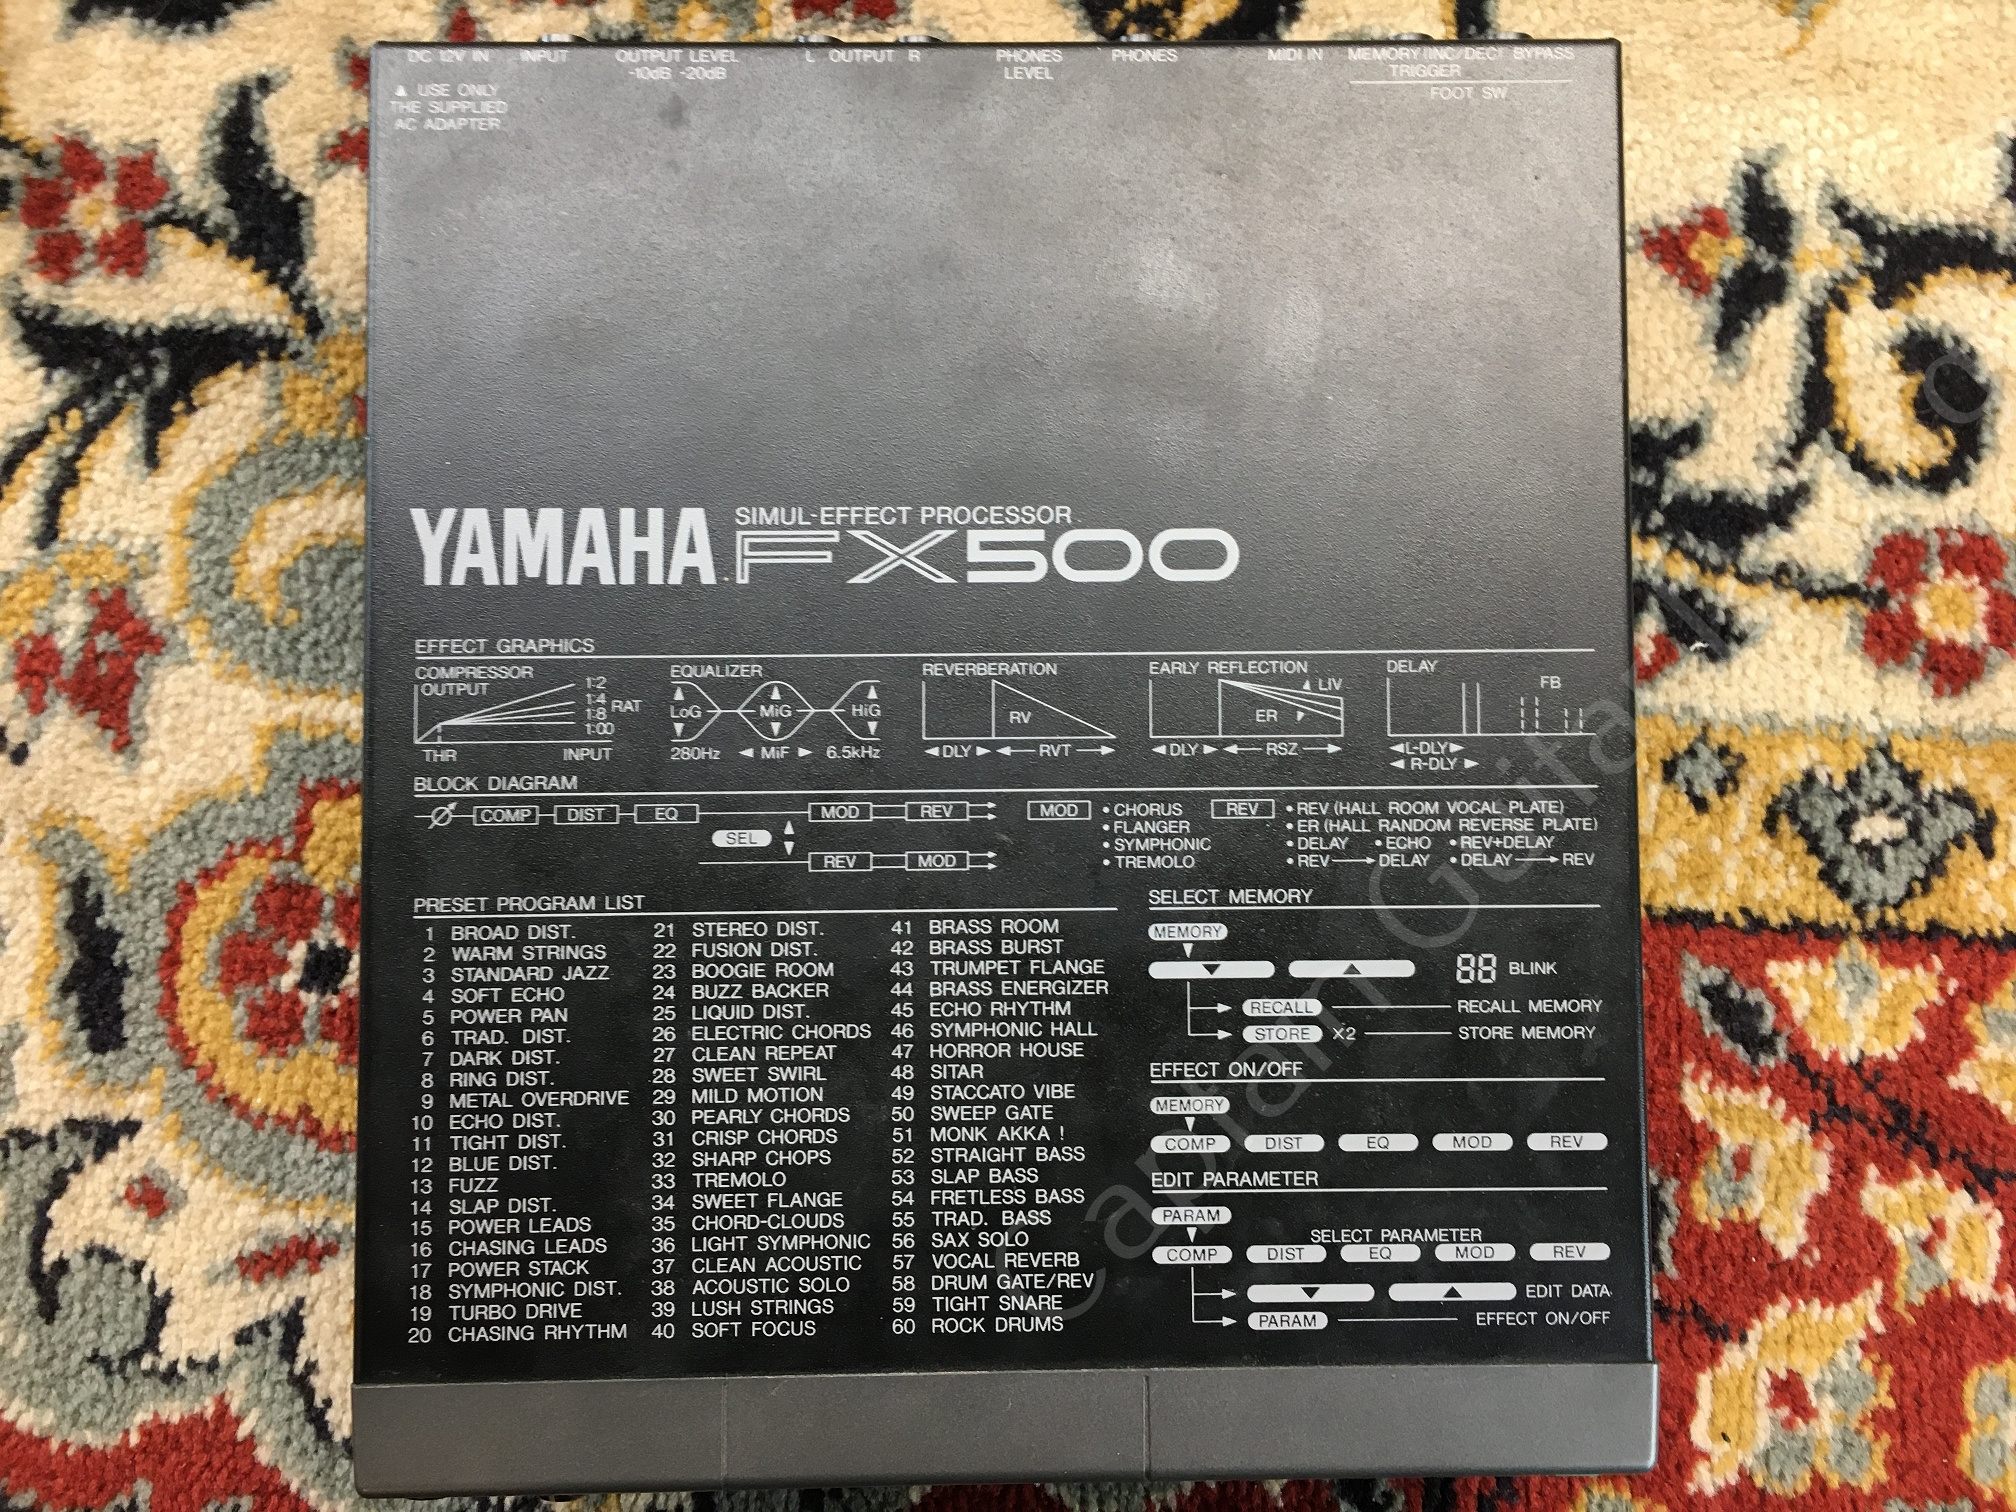 DC 12V IN INPUT OUTPUT LEVEL L OUTPUT R PHONES PHONES MIDI IN MEMORY (INC/DEC) BYPASS
-10dB -20dB LEVEL TRIGGER
▲ USE ONLY FOOT SW
THE SUPPLIED
AC ADAPTER.
YAMAHA SIMUL-EFFECT PROCESSOR
FX500
EFFECT GRAPHICS
COMPRESSOR EQUALIZER REVERBERATION EARLY REFLECTION DELAY
OUTPUT 1:2 ▲ LIV FB
1:4 RAT LoG MiG HiG RV ER
1:8
1:00
THR INPUT 280Hz ◄ MiF ► 6.5kHz ◄DLY►◄ RVT ► ◄DLY►◄ RSZ ► ◄L-DLY►
◄ R-DLY ►
BLOCK DIAGRAM
COMP DIST EQ MOD REV MOD • CHORUS REV • REV (HALL ROOM VOCAL PLATE)
• FLANGER • ER (HALL RANDOM REVERSE PLATE)
SEL • SYMPHONIC • DELAY • ECHO • REV+DELAY
REV MOD • TREMOLO • REV → DELAY • DELAY → REV
PRESET PROGRAM LIST
1 BROAD DIST.
2 WARM STRINGS
3 STANDARD JAZZ
4 SOFT ECHO
5 POWER PAN
6 TRAD. DIST.
7 DARK DIST.
8 RING DIST.
9 METAL OVERDRIVE
10 ECHO DIST.
11 TIGHT DIST.
12 BLUE DIST.
13 FUZZ
14 SLAP DIST.
15 POWER LEADS
16 CHASING LEADS
17 POWER STACK
18 SYMPHONIC DIST.
19 TURBO DRIVE
20 CHASING RHYTHM
21 STEREO DIST.
22 FUSION DIST.
23 BOOGIE ROOM
24 BUZZ BACKER
25 LIQUID DIST.
26 ELECTRIC CHORDS
27 CLEAN REPEAT
28 SWEET SWIRL
29 MILD MOTION
30 PEARLY CHORDS
31 CRISP CHORDS
32 SHARP CHOPS
33 TREMOLO
34 SWEET FLANGE
35 CHORD-CLOUDS
36 LIGHT SYMPHONIC
37 CLEAN ACOUSTIC
38 ACOUSTIC SOLO
39 LUSH STRINGS
40 SOFT FOCUS
41 BRASS ROOM
42 BRASS BURST
43 TRUMPET FLANGE
44 BRASS ENERGIZER
45 ECHO RHYTHM
46 SYMPHONIC HALL
47 HORROR HOUSE
48 SITAR
49 STACCATO VIBE
50 SWEEP GATE
51 MONK AKKA !
52 STRAIGHT BASS
53 SLAP BASS
54 FRETLESS BASS
55 TRAD. BASS
56 SAX SOLO
57 VOCAL REVERB
58 DRUM GATE/REV
59 TIGHT SNARE
60 ROCK DRUMS
SELECT MEMORY
MEMORY
▼ ▲ 88 BLINK
RECALL RECALL MEMORY
STORE X2 STORE MEMORY
EFFECT ON/OFF
MEMORY
COMP DIST EQ MOD REV
EDIT PARAMETER
PARAM
SELECT PARAMETER
COMP DIST EQ MOD REV
▼ ▲ EDIT DATA
PARAM EFFECT ON/OFF